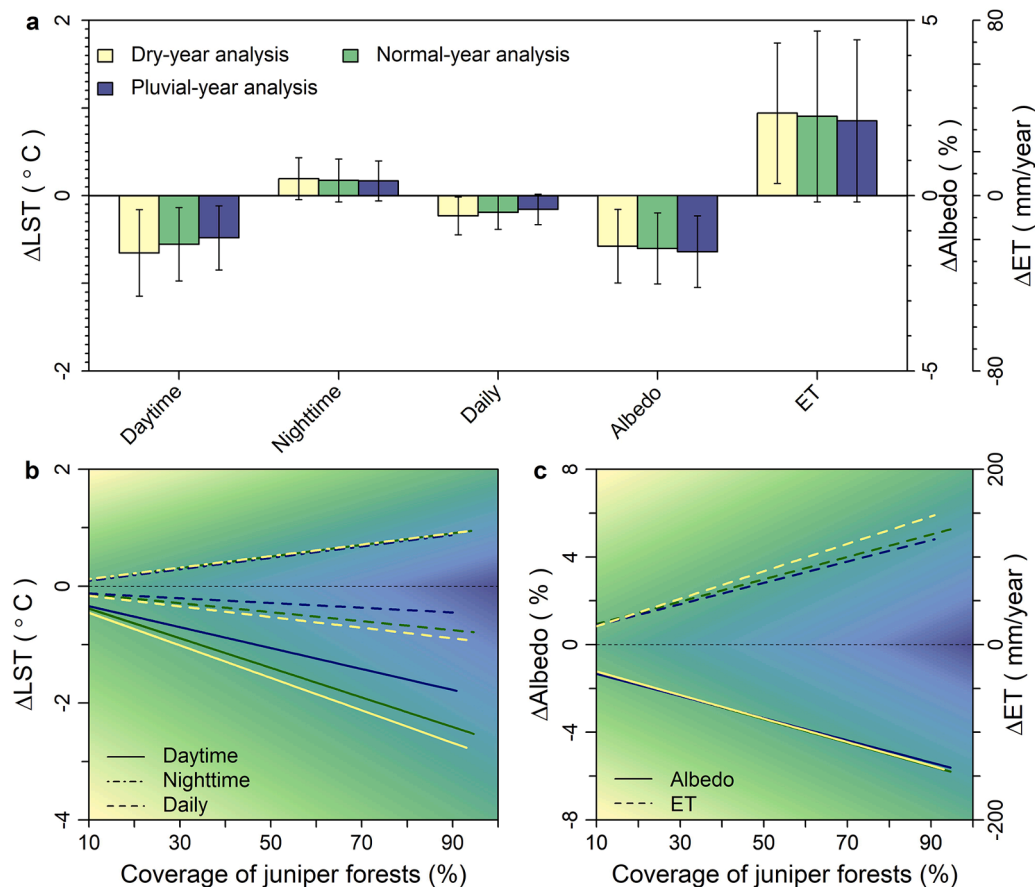 a
2
0
-2
ΔLST ( ° C )
Dry-year analysis
Normal-year analysis
Pluvial-year analysis
5
0
-5
ΔAlbedo ( % )
80
0
-80
ΔET ( mm/year )
Daytime
Nighttime
Daily
Albedo
ET
b
2
0
2
-4
ΔLST ( ° C )
Daytime
Nighttime
Daily
10 30 50 70 90
Coverage of juniper forests (%)
c
8
4
0
-4
-8
ΔAlbedo ( % )
Albedo
ET
200
0
-200
ΔET ( mm/year )
10 30 50 70 90
Coverage of juniper forests (%)